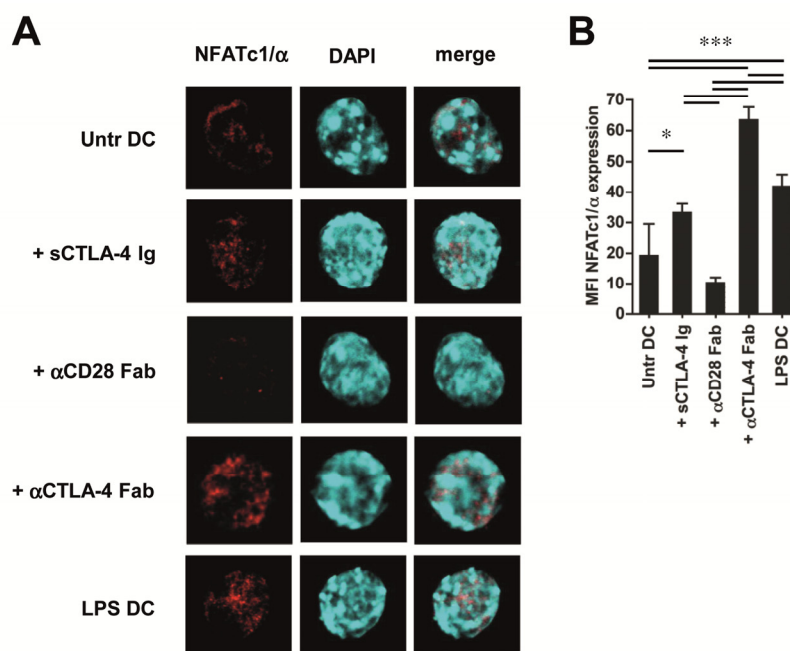 A
NFATc1/α DAPI merge
Untr DC
+ sCTLA-4 Ig
+ αCD28 Fab
+ αCTLA-4 Fab
LPS DC
B
***
*
MFI NFATc1/α expression
70
60
50
40
30
20
10
0
Untr DC
+ sCTLA-4 Ig
+ αCD28 Fab
+ αCTLA-4 Fab
LPS DC